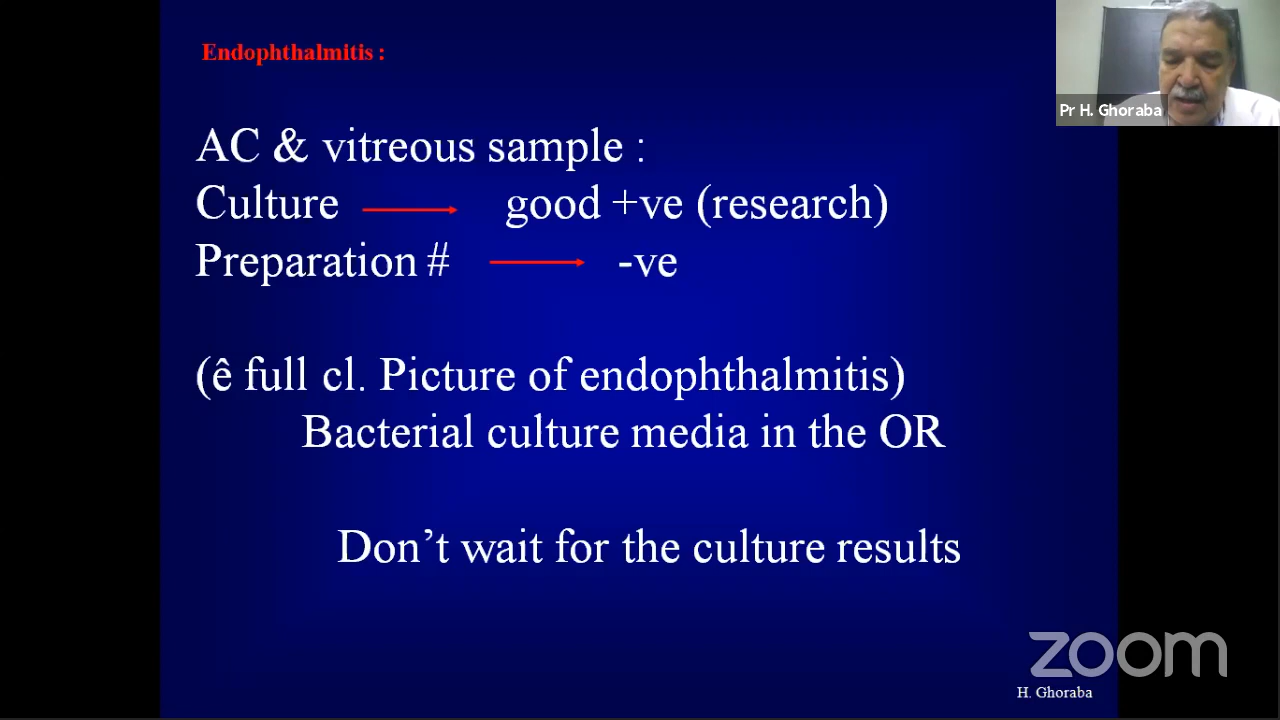 Endophthalmitis :
Pr H. Ghoraba
AC & vitreous sample :
Culture good +ve (research)
Preparation # -ve
(ê full cl. Picture of endophthalmitis)
Bacterial culture media in the OR
Don’t wait for the culture results
zoom
H. Ghoraba